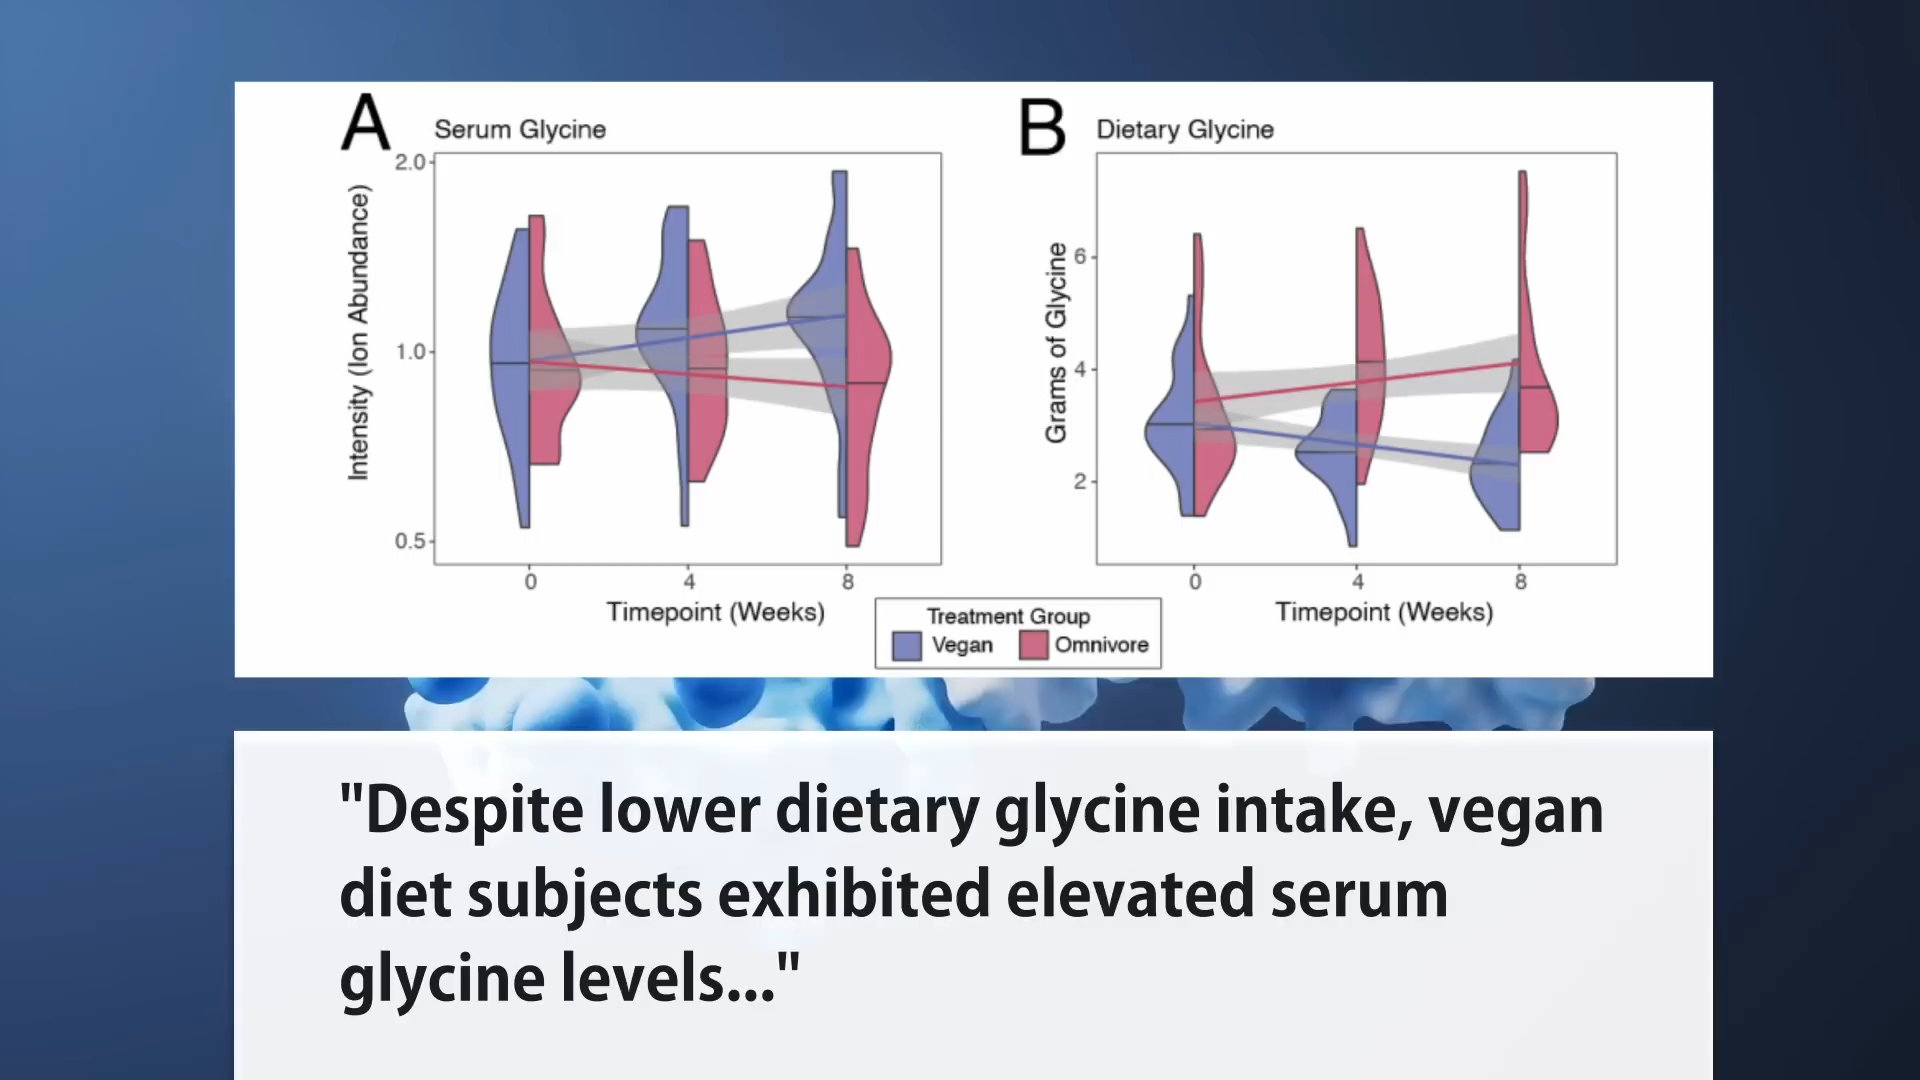 A
Serum Glycine
Intensity (Ion Abundance)
2.0
1.0
0.5
0
4
8
Timepoint (Weeks)
B
Dietary Glycine
Grams of Glycine
6
4
2
0
4
8
Timepoint (Weeks)
Treatment Group
Vegan
Omnivore
"Despite lower dietary glycine intake, vegan
diet subjects exhibited elevated serum
glycine levels..."